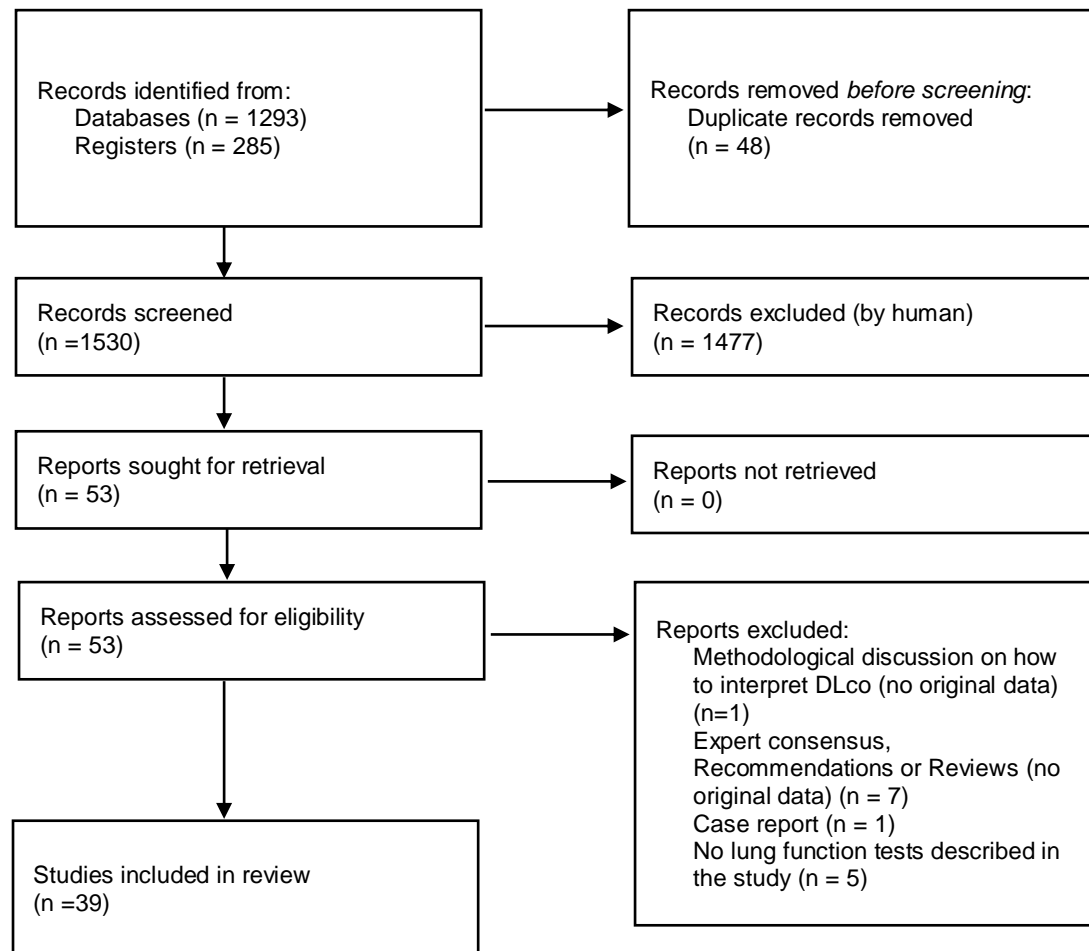 Records identified from:
Databases (n = 1293)
Registers (n = 285)
Records removed before screening:
Duplicate records removed
(n = 48)
Records screened
(n =1530)
Records excluded (by human)
(n = 1477)
Reports sought for retrieval
(n = 53)
Reports not retrieved
(n = 0)
Reports assessed for eligibility
(n = 53)
Reports excluded:
Methodological discussion on how
to interpret DLco (no original data)
(n=1)
Expert consensus,
Recommendations or Reviews (no
original data) (n = 7)
Case report (n = 1)
No lung function tests described in
the study (n = 5)
Studies included in review
(n =39)